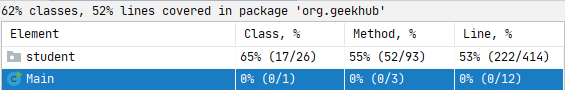 62% classes, 52% lines covered in package 'org.geekhub'
Element Class, % Method, % Line, %
student 65% (17/26) 55% (52/93) 53% (222/414)
Main 0% (0/1) 0% (0/3) 0% (0/12)